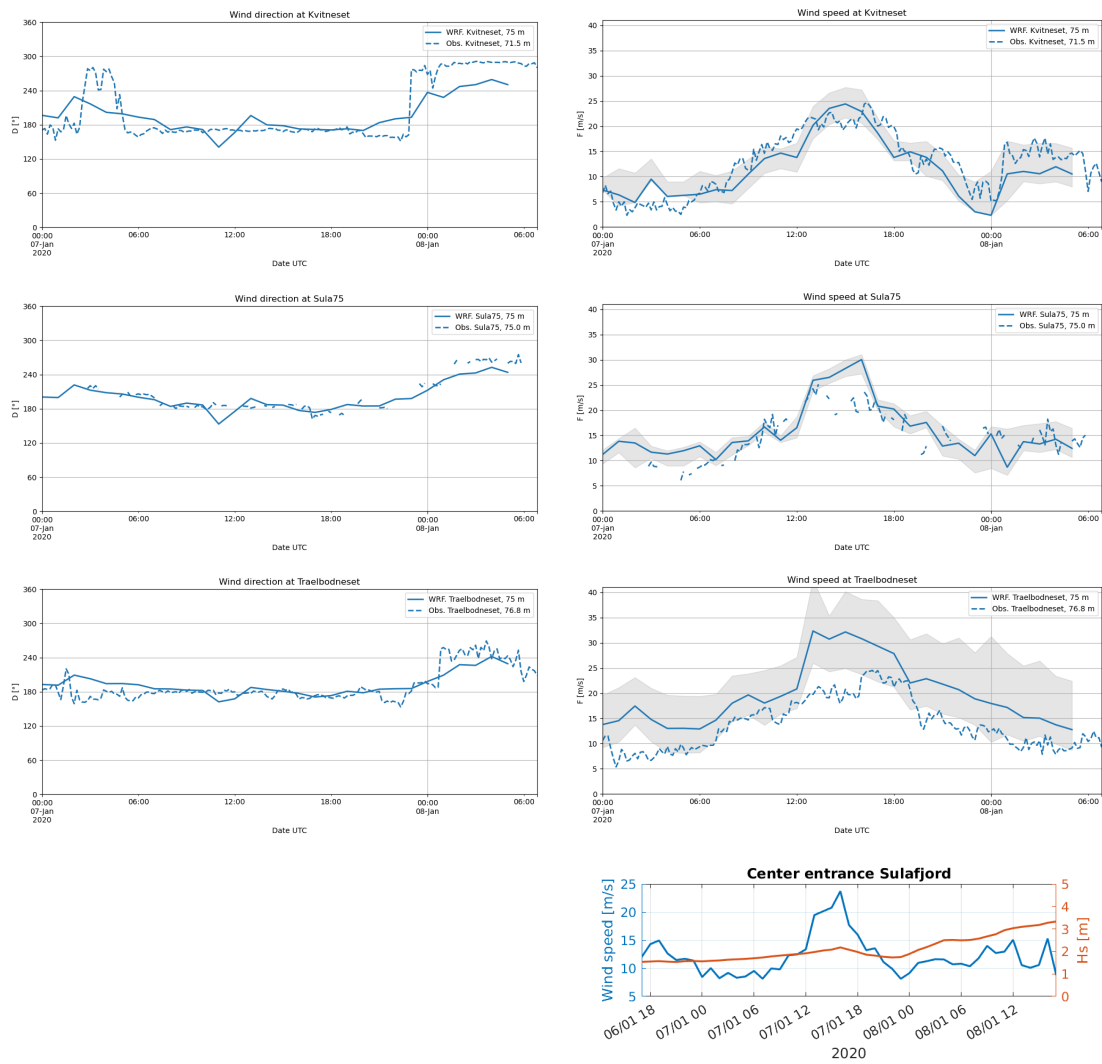 Wind direction at Kvitneset
WRF. Kvitneset, 75 m
Obs. Kvitneset, 71.5 m
D [°]
360
300
240
180
120
60
0
00:00
07-Jan
2020
06:00
12:00
18:00
00:00
08-Jan
06:00
Date UTC
Wind speed at Kvitneset
WRF. Kvitneset, 75 m
Obs. Kvitneset, 71.5 m
F [m/s]
40
35
30
25
20
15
10
5
0
00:00
07-Jan
2020
06:00
12:00
18:00
00:00
08-Jan
06:00
Date UTC
Wind direction at Sula75
WRF. Sula75, 75 m
Obs. Sula75, 75.0 m
D [°]
360
300
240
180
120
60
0
00:00
07-Jan
2020
06:00
12:00
18:00
00:00
08-Jan
06:00
Date UTC
Wind speed at Sula75
WRF. Sula75, 75 m
Obs. Sula75, 75.0 m
F [m/s]
40
35
30
25
20
15
10
5
0
00:00
07-Jan
2020
06:00
12:00
18:00
00:00
08-Jan
06:00
Date UTC
Wind direction at Traelbodneset
WRF. Traelbodneset, 75 m
Obs. Traelbodneset, 76.8 m
D [°]
360
300
240
180
120
60
0
00:00
07-Jan
2020
06:00
12:00
18:00
00:00
08-Jan
06:00
Date UTC
Wind speed at Traelbodneset
WRF. Traelbodneset, 75 m
Obs. Traelbodneset, 76.8 m
F [m/s]
40
35
30
25
20
15
10
5
0
00:00
07-Jan
2020
06:00
12:00
18:00
00:00
08-Jan
06:00
Date UTC
Center entrance Sulafjord
Wind speed [m/s]
25
20
15
10
5
Hs [m]
5
4
3
2
1
0
06/01 18
07/01 00
07/01 06
07/01 12
07/01 18
08/01 00
08/01 06
08/01 12
2020